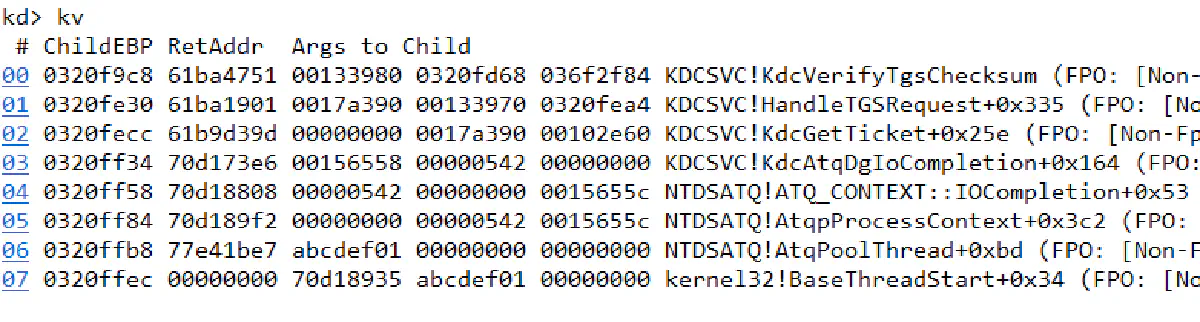 kd> kv
 # ChildEBP RetAddr  Args to Child
00 0320f9c8 61ba4751 00133980 0320fd68 036f2f84 KDCSVC!KdcVerifyTgsChecksum (FPO: [Non-
01 0320fe30 61ba1901 0017a390 00133970 0320fea4 KDCSVC!HandleTGSRequest+0x335 (FPO: [No
02 0320fecc 61b9d39d 00000000 0017a390 00102e60 KDCSVC!KdcGetTicket+0x25e (FPO: [Non-Fp
03 0320ff34 70d173e6 00156558 00000542 00000000 KDCSVC!KdcAtqDgIoCompletion+0x164 (FPO:
04 0320ff58 70d18808 00000542 00000000 0015655c NTDSATQ!ATQ_CONTEXT::IOCompletion+0x53
05 0320ff84 70d189f2 00000000 00000542 0015655c NTDSATQ!AtqpProcessContext+0x3c2 (FPO:
06 0320ffb8 77e41be7 abcdef01 00000000 00000000 NTDSATQ!AtqPoolThread+0xbd (FPO: [Non-F
07 0320ffec 00000000 70d18935 abcdef01 00000000 kernel32!BaseThreadStart+0x34 (FPO: [No